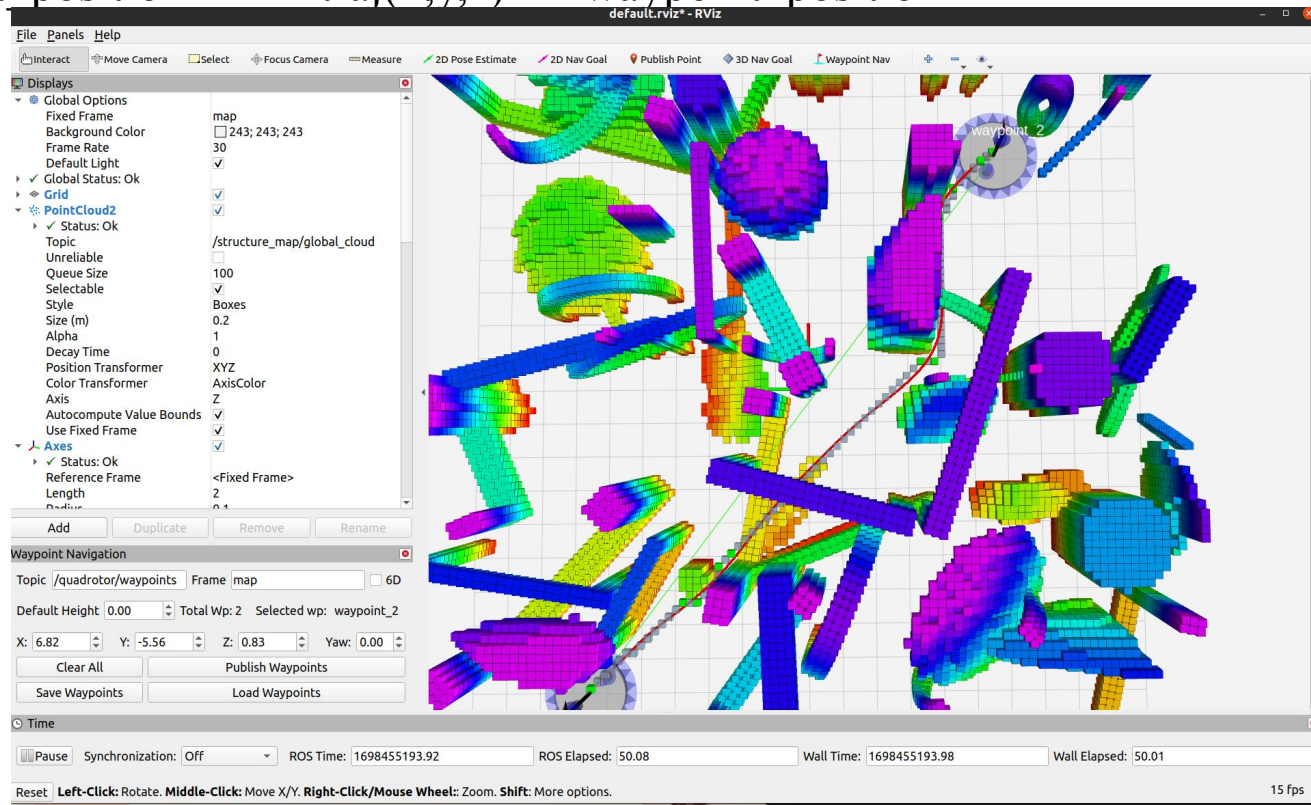 default.rviz* - RViz
File Panels Help
Interact Move Camera Select Focus Camera Measure 2D Pose Estimate 2D Nav Goal Publish Point 3D Nav Goal Waypoint Nav
Displays
Global Options
Fixed Frame map
Background Color 243; 243; 243
Frame Rate 30
Default Light
Global Status: Ok
Grid
PointCloud2
Status: Ok
Topic /structure_map/global_cloud
Unreliable
Queue Size 100
Selectable
Style Boxes
Size (m) 0.2
Alpha 1
Decay Time 0
Position Transformer XYZ
Color Transformer AxisColor
Axis Z
Autocompute Value Bounds
Use Fixed Frame
Axes
Status: Ok
Reference Frame <Fixed Frame>
Length 2
Radius 0.1
Add Duplicate Remove Rename
waypoint_2
Waypoint Navigation
Topic /quadrotor/waypoints Frame map 6D
Default Height 0.00 Total Wp: 2 Selected wp: waypoint_2
X: 6.82 Y: -5.56 Z: 0.83 Yaw: 0.00
Clear All Publish Waypoints
Save Waypoints Load Waypoints
Time
Pause Synchronization: Off ROS Time: 1698455193.92 ROS Elapsed: 50.08 Wall Time: 1698455193.98 Wall Elapsed: 50.01
Reset Left-Click: Rotate. Middle-Click: Move X/Y. Right-Click/Mouse Wheel:: Zoom. Shift: More options. 15 fps